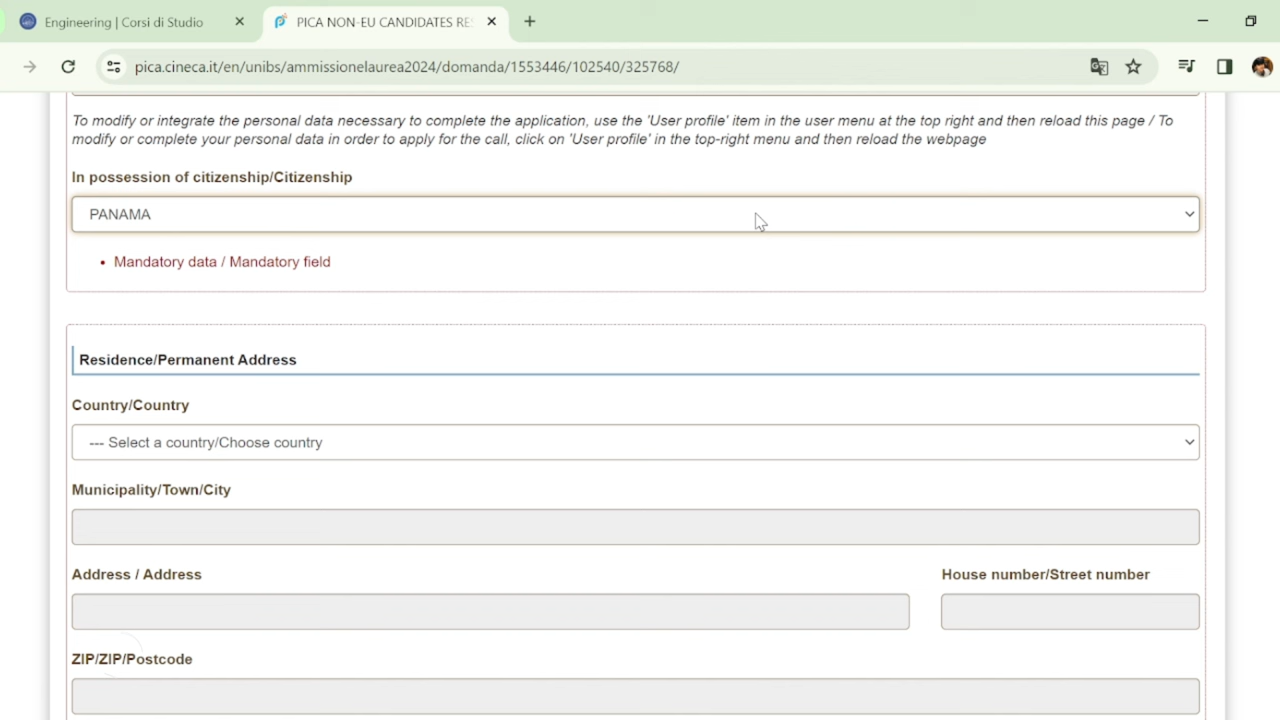 Engineering | Corsi di Studio
PICA NON-EU CANDIDATES RES
pica.cineca.it/en/unibs/ammissionelaurea2024/domanda/1553446/102540/325768/
To modify or integrate the personal data necessary to complete the application, use the 'User profile' item in the user menu at the top right and then reload this page / To
modify or complete your personal data in order to apply for the call, click on 'User profile' in the top-right menu and then reload the webpage
In possession of citizenship/Citizenship
PANAMA
• Mandatory data / Mandatory field
Residence/Permanent Address
Country/Country
--- Select a country/Choose country
Municipality/Town/City
Address / Address
House number/Street number
ZIP/ZIP/Postcode